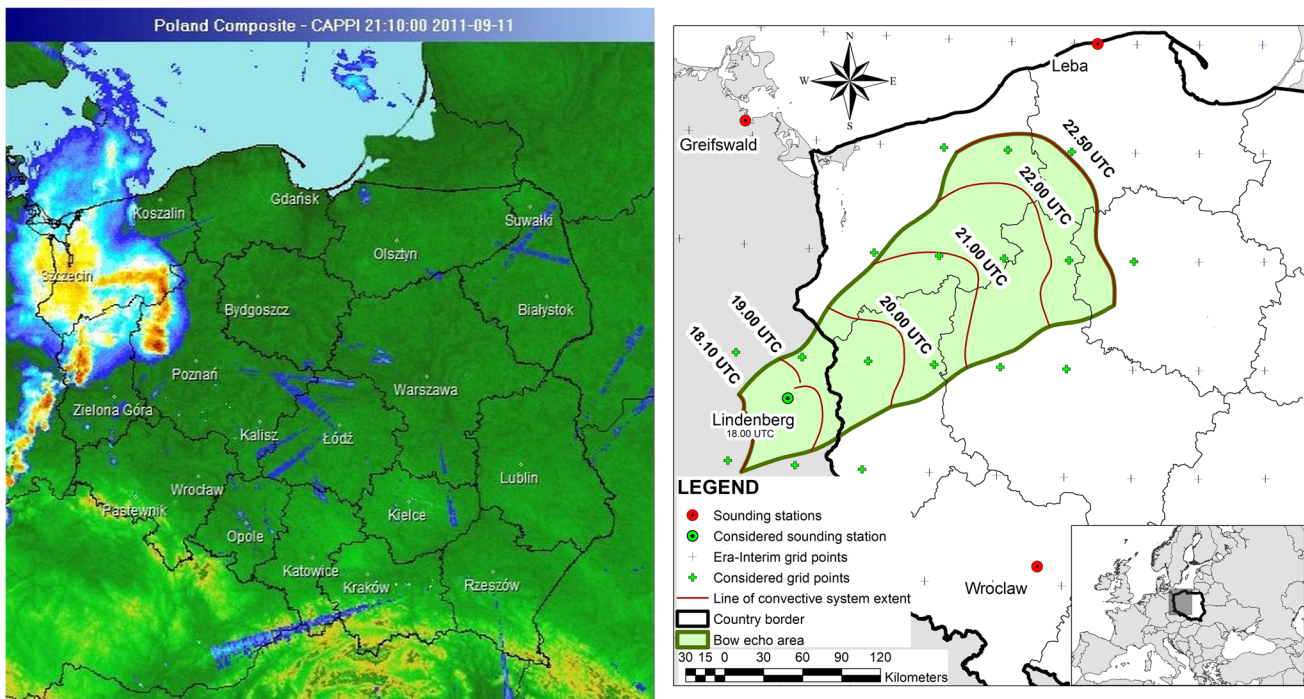 Poland Composite - CAPPI 21:10:00 2011-09-11
Koszalin
Gdańsk
Suwałki
Olsztyn
Szczecin
Bydgoszcz
Białystok
Poznań
Warszawa
Zielona Góra
Kalisz
Łódź
Lublin
Wrocław
Pastewnik
Kielce
Opole
Katowice
Kraków
Rzeszów
N
W
E
S
Leba
Greifswald
22.50 UTC
22.00 UTC
21.00 UTC
20.00 UTC
19.00 UTC
18.10 UTC
Lindenberg
18.00 UTC
Wroclaw
LEGEND
Sounding stations
Considered sounding station
Era-Interim grid points
Considered grid points
Line of convective system extent
Country border
Bow echo area
30 15 0 30 60 90 120
Kilometers